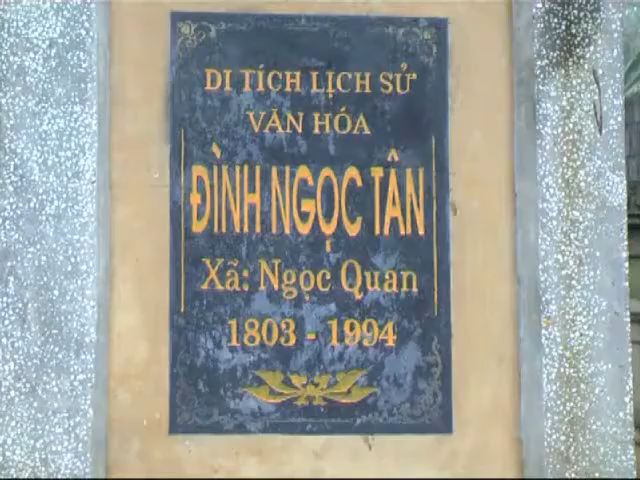 DI TÍCH LỊCH SỬ
VĂN HÓA
ĐÌNH NGỌC TÂN
Xã: Ngọc Quan
1803 - 1994